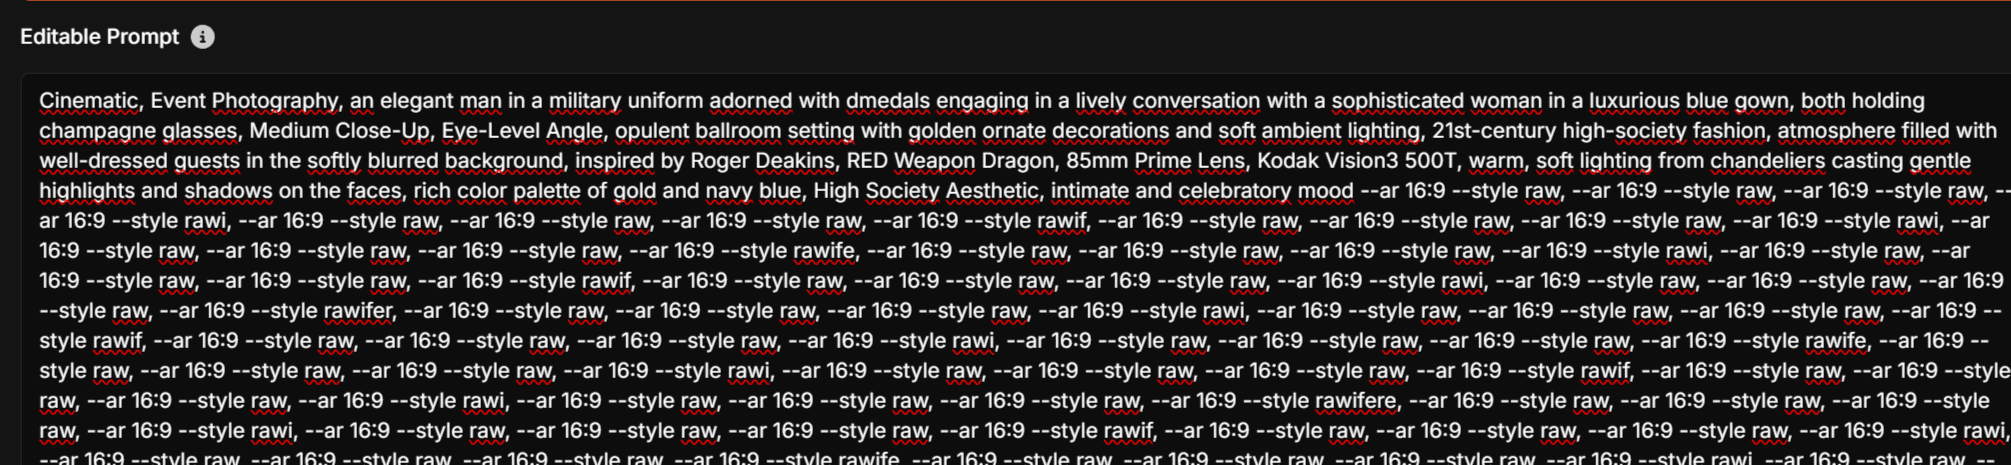 Editable Prompt
Cinematic, Event Photography, an elegant man in a military uniform adorned with dmedals engaging in a lively conversation with a sophisticated woman in a luxurious blue gown, both holding
champagne glasses, Medium Close-Up, Eye-Level Angle, opulent ballroom setting with golden ornate decorations and soft ambient lighting, 21st-century high-society fashion, atmosphere filled with
well-dressed guests in the softly blurred background, inspired by Roger Deakins, RED Weapon Dragon, 85mm Prime Lens, Kodak Vision3 500T, warm, soft lighting from chandeliers casting gentle
highlights and shadows on the faces, rich color palette of gold and navy blue, High Society Aesthetic, intimate and celebratory mood --ar 16:9 --style raw, --ar 16:9 --style raw, --ar 16:9 --style raw, --
ar 16:9 --style rawi, --ar 16:9 --style raw, --ar 16:9 --style raw, --ar 16:9 --style raw, --ar 16:9 --style rawif, --ar 16:9 --style raw, --ar 16:9 --style raw, --ar 16:9 --style raw, --ar 16:9 --style rawi, --ar
16:9 --style raw, --ar 16:9 --style raw, --ar 16:9 --style raw, --ar 16:9 --style rawife, --ar 16:9 --style raw, --ar 16:9 --style raw, --ar 16:9 --style raw, --ar 16:9 --style rawi, --ar 16:9 --style raw, --ar
16:9 --style raw, --ar 16:9 --style raw, --ar 16:9 --style rawif, --ar 16:9 --style raw, --ar 16:9 --style raw, --ar 16:9 --style raw, --ar 16:9 --style rawi, --ar 16:9 --style raw, --ar 16:9 --style raw, --ar 16:9
--style raw, --ar 16:9 --style rawifer, --ar 16:9 --style raw, --ar 16:9 --style raw, --ar 16:9 --style raw, --ar 16:9 --style rawi, --ar 16:9 --style raw, --ar 16:9 --style raw, --ar 16:9 --style raw, --ar 16:9 --
style rawif, --ar 16:9 --style raw, --ar 16:9 --style raw, --ar 16:9 --style raw, --ar 16:9 --style rawi, --ar 16:9 --style raw, --ar 16:9 --style raw, --ar 16:9 --style raw, --ar 16:9 --style rawife, --ar 16:9 --
style raw, --ar 16:9 --style raw, --ar 16:9 --style raw, --ar 16:9 --style rawi, --ar 16:9 --style raw, --ar 16:9 --style raw, --ar 16:9 --style raw, --ar 16:9 --style rawif, --ar 16:9 --style raw, --ar 16:9 --style
raw, --ar 16:9 --style raw, --ar 16:9 --style rawi, --ar 16:9 --style raw, --ar 16:9 --style raw, --ar 16:9 --style raw, --ar 16:9 --style rawifere, --ar 16:9 --style raw, --ar 16:9 --style raw, --ar 16:9 --style
raw, --ar 16:9 --style rawi, --ar 16:9 --style raw, --ar 16:9 --style raw, --ar 16:9 --style raw, --ar 16:9 --style rawif, --ar 16:9 --style raw, --ar 16:9 --style raw, --ar 16:9 --style raw, --ar 16:9 --style rawi,
--ar 16:9 --style raw, --ar 16:9 --style raw, --ar 16:9 --style raw, --ar 16:9 --style rawife, --ar 16:9 --style raw, --ar 16:9 --style raw, --ar 16:9 --style raw, --ar 16:9 --style rawi, --ar 16:9 --style raw, --